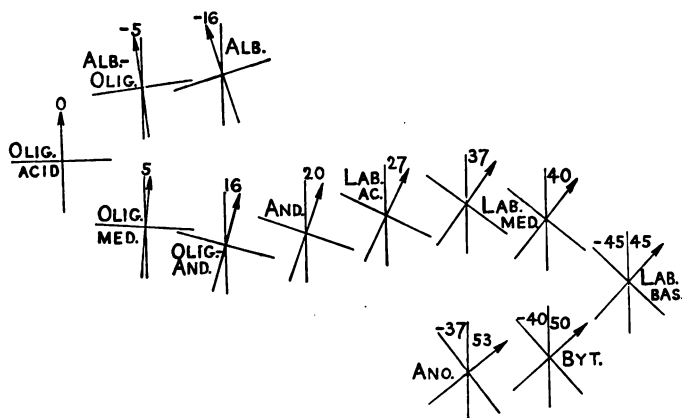 -5
-16
ALB.-
OLIG.
ALB.
0
OLIG.
ACID
5
16
20
27
37
40
-45 45
OLIG.
MED.
OLIG.-
AND.
AND.
LAB.
AC.
LAB.
MED.
LAB.
BAS.
-37 53
-40 50
ANO.
BYT.